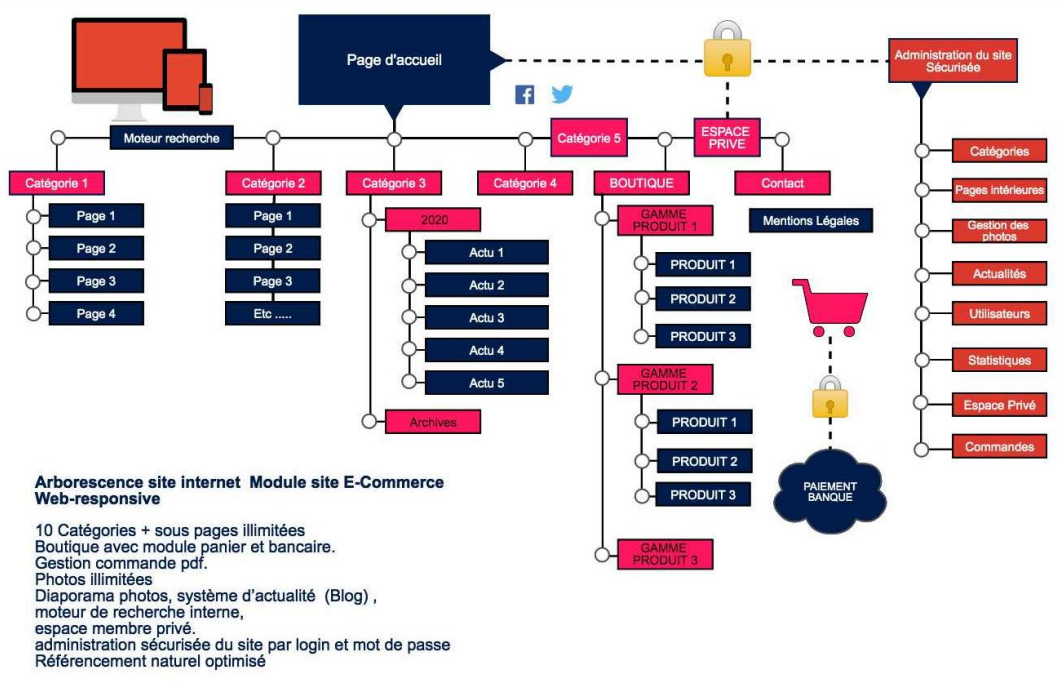 Page d'accueil
Administration du site
Sécurisée
Moteur recherche
Catégorie 5
ESPACE
PRIVE
Catégorie 1
Catégorie 2
Catégorie 3
Catégorie 4
BOUTIQUE
Contact
Mentions Légales
Page 1
Page 2
Page 3
Page 4
Page 1
Page 2
Page 3
Etc .....
2020
Actu 1
Actu 2
Actu 3
Actu 4
Actu 5
Archives
GAMME
PRODUIT 1
PRODUIT 1
PRODUIT 2
PRODUIT 3
GAMME
PRODUIT 2
PRODUIT 1
PRODUIT 2
PRODUIT 3
GAMME
PRODUIT 3
PAIEMENT
BANQUE
Catégories
Pages intérieures
Gestion des
photos
Actualités
Utilisateurs
Statistiques
Espace Privé
Commandes
Arborescence site internet Module site E-Commerce
Web-responsive
10 Catégories + sous pages illimitées
Boutique avec module panier et bancaire.
Gestion commande pdf.
Photos illimitées
Diaporama photos, système d'actualité (Blog) ,
moteur de recherche interne,
espace membre privé.
administration sécurisée du site par login et mot de passe
Référencement naturel optimisé